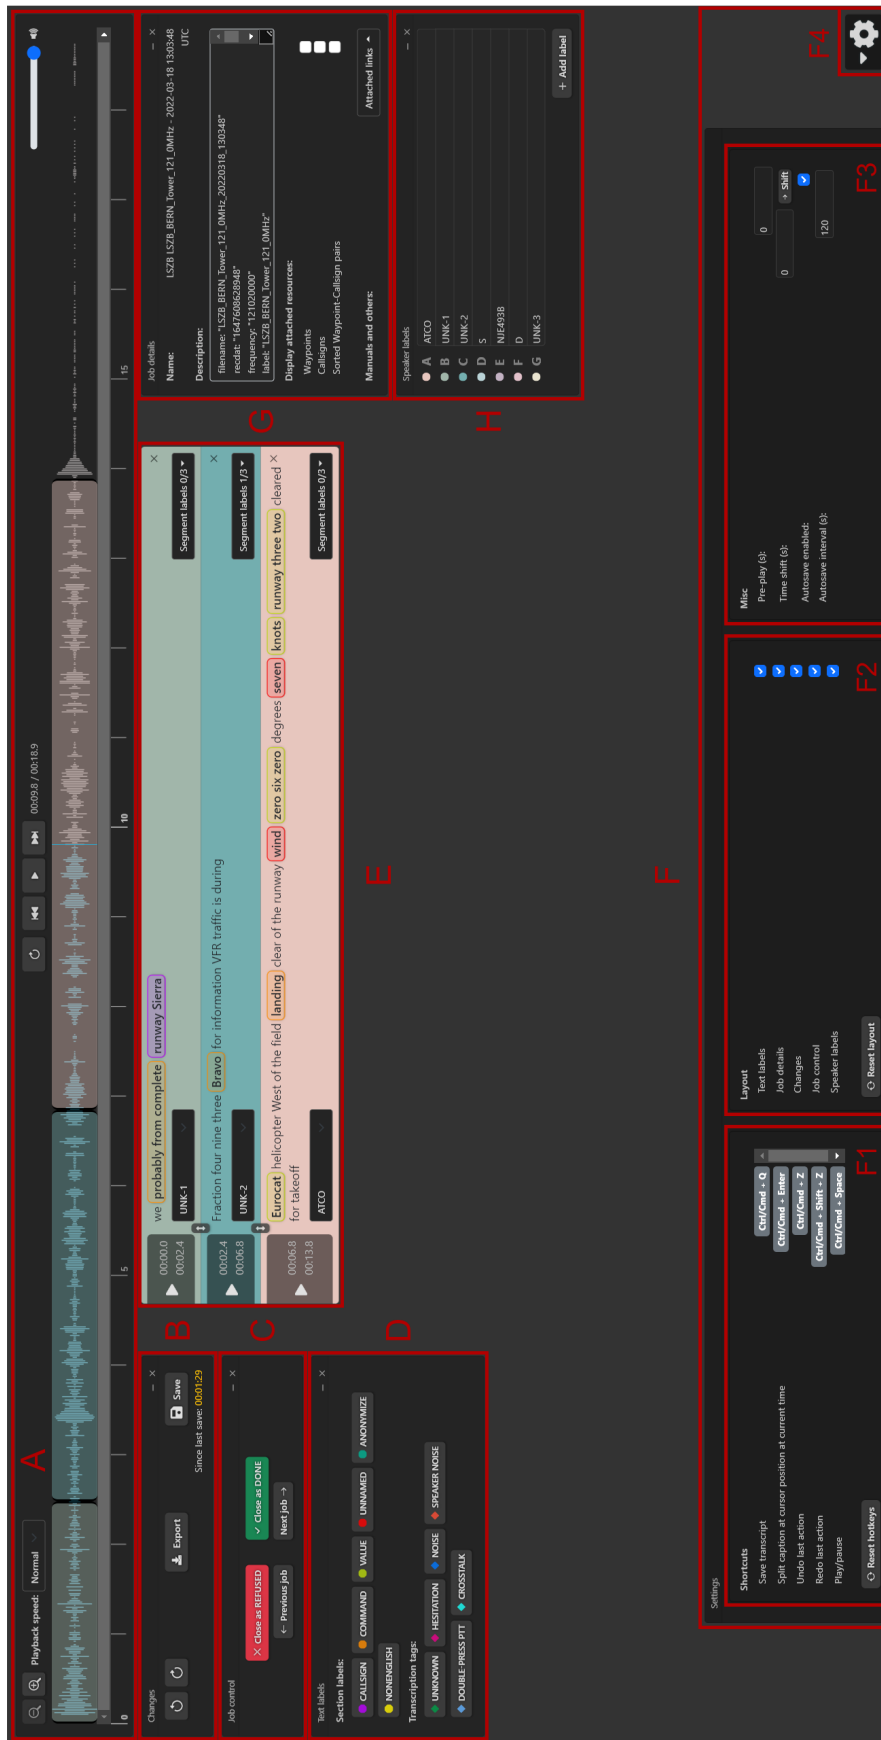 Playback speed: Normal
00:09.8 / 00:18.9
A
0
5
10
15
Changes
Export
Save
Since last save: 00:01:29
B
Job control
Close as REFUSED
Close as DONE
← Previous job
Next job →
C
Text labels
Section labels:
CALLSIGN
COMMAND
VALUE
UNNAMED
ANONYMIZE
NONENGLISH
Transcription tags:
UNKNOWN
HESITATION
NOISE
SPEAKER NOISE
DOUBLE-PRESS PTT
CROSSTALK
D
00:00.0
00:02.4
we probably from complete runway Sierra
UNK-1
Segment labels 0/3
00:02.4
00:06.8
Fraction four nine three Bravo for information VFR traffic is during
UNK-2
Segment labels 1/3
00:06.8
00:13.8
Eurocat helicopter West of the field landing clear of the runway wind zero six zero degrees seven knots runway three two cleared
for takeoff
ATCO
Segment labels 0/3
E
Job details
Name:
LSZB LSZB_BERN_Tower_121_0MHz - 2022-03-18 13:03:48
UTC
Description:
filename: "LSZB_BERN_Tower_121_0MHz_20220318_130348"
recdat: "1647608628948"
frequency: "121020000"
label: "LSZB_BERN_Tower_121_0MHz"
Display attached resources:
Waypoints
Callsigns
Sorted Waypoint-Callsign pairs
Manuals and others:
Attached links
G
Speaker labels
A ATCO
B UNK-1
C UNK-2
D S
E NJE493B
F D
G UNK-3
+ Add label
H
F
Settings
Shortcuts
Save transcript Ctrl/Cmd + Q
Split caption at cursor position at current time Ctrl/Cmd + Enter
Undo last action Ctrl/Cmd + Z
Redo last action Ctrl/Cmd + Shift + Z
Play/pause Ctrl/Cmd + Space
Reset hotkeys
F1
Layout
Text labels
Job details
Changes
Job control
Speaker labels
Reset layout
F2
Misc
Pre-play (s): 0
Time shift (s): 0 + Shift
Autosave enabled:
Autosave interval (s): 120
F3
F4